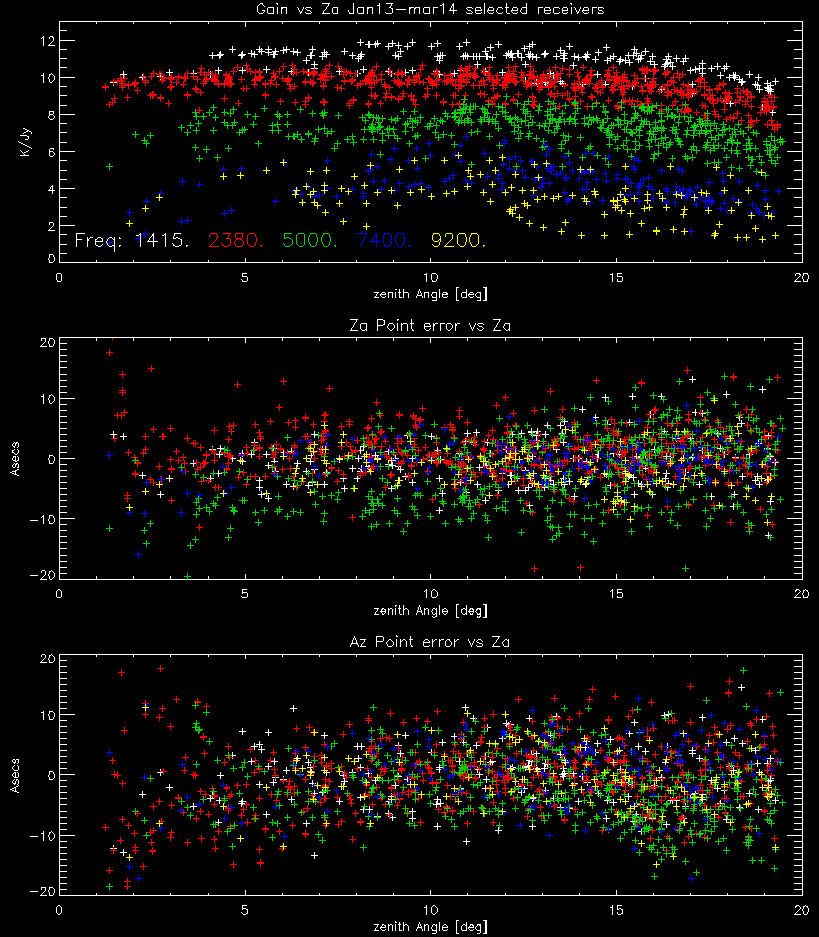 Gain vs Za Jan13-mar14 selected receivers
12
10
8
6
4
2
0
K/Jy
Freq: 1415. 2380. 5000. 7400. 9200.
0 5 10 15 20
zenith Angle [deg]
Za Point error vs Za
20
10
0
-10
-20
Asecs
0 5 10 15 20
zenith Angle [deg]
Az Point error vs Za
20
10
0
-10
-20
Asecs
0 5 10 15 20
zenith Angle [deg]